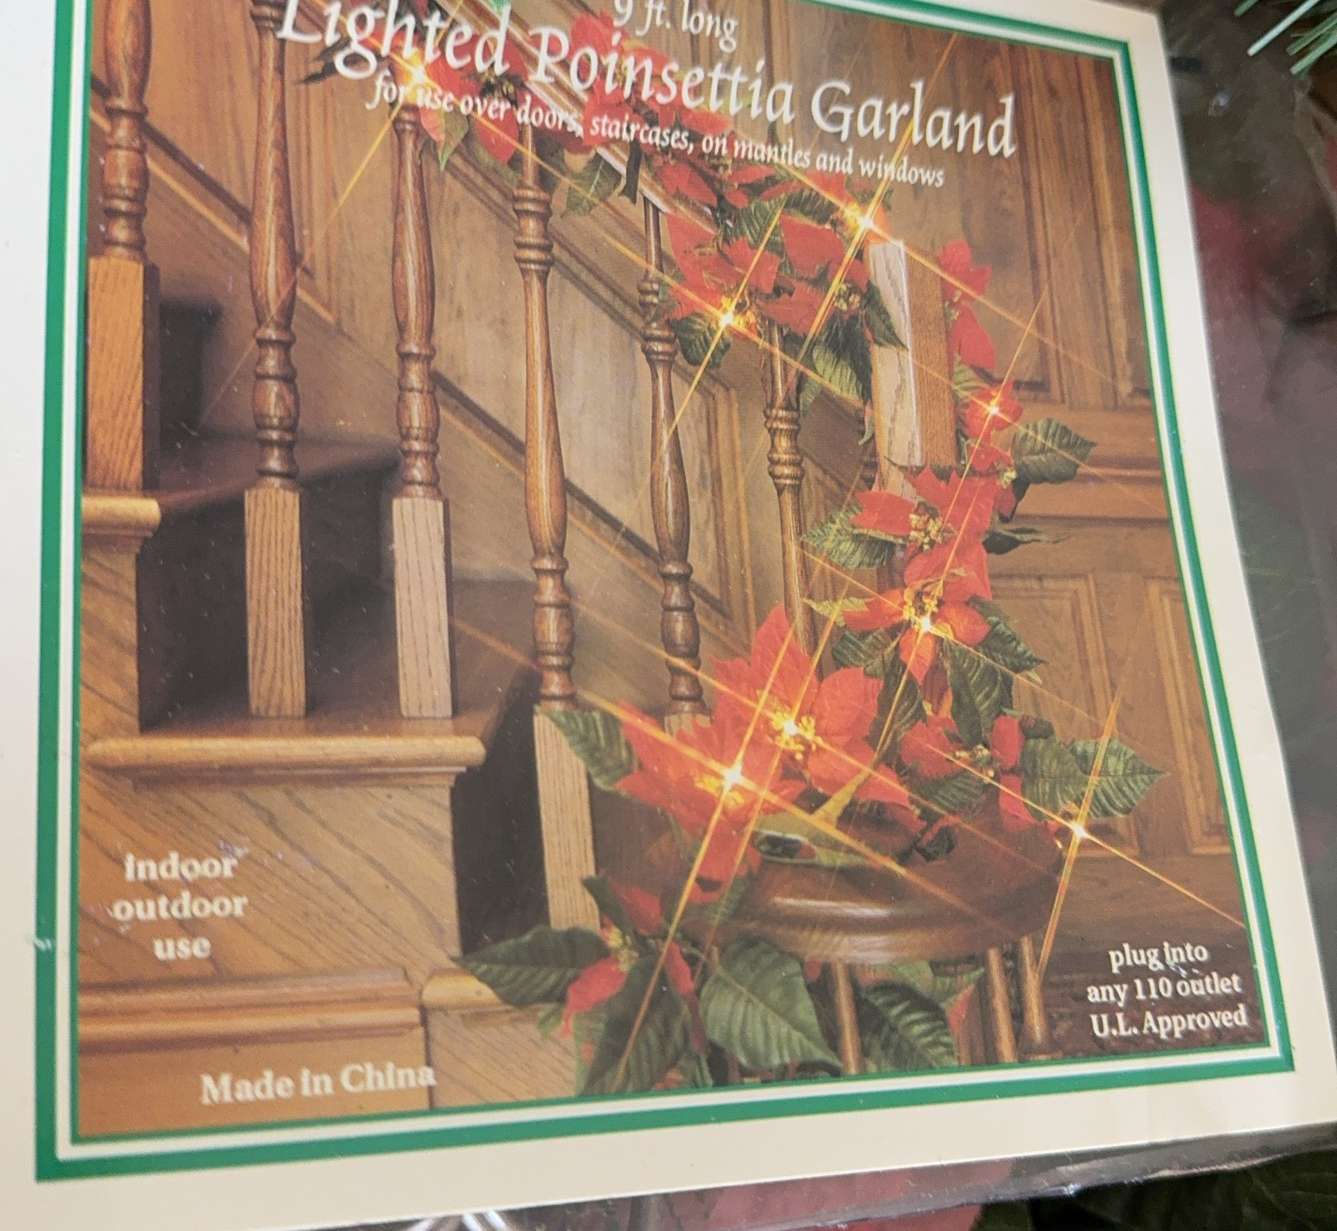 9 ft. long
Lighted Poinsettia Garland
for use over doors, staircases, on mantles and windows
indoor
outdoor
use
plug into
any 110 outlet
U.L. Approved
Made in China